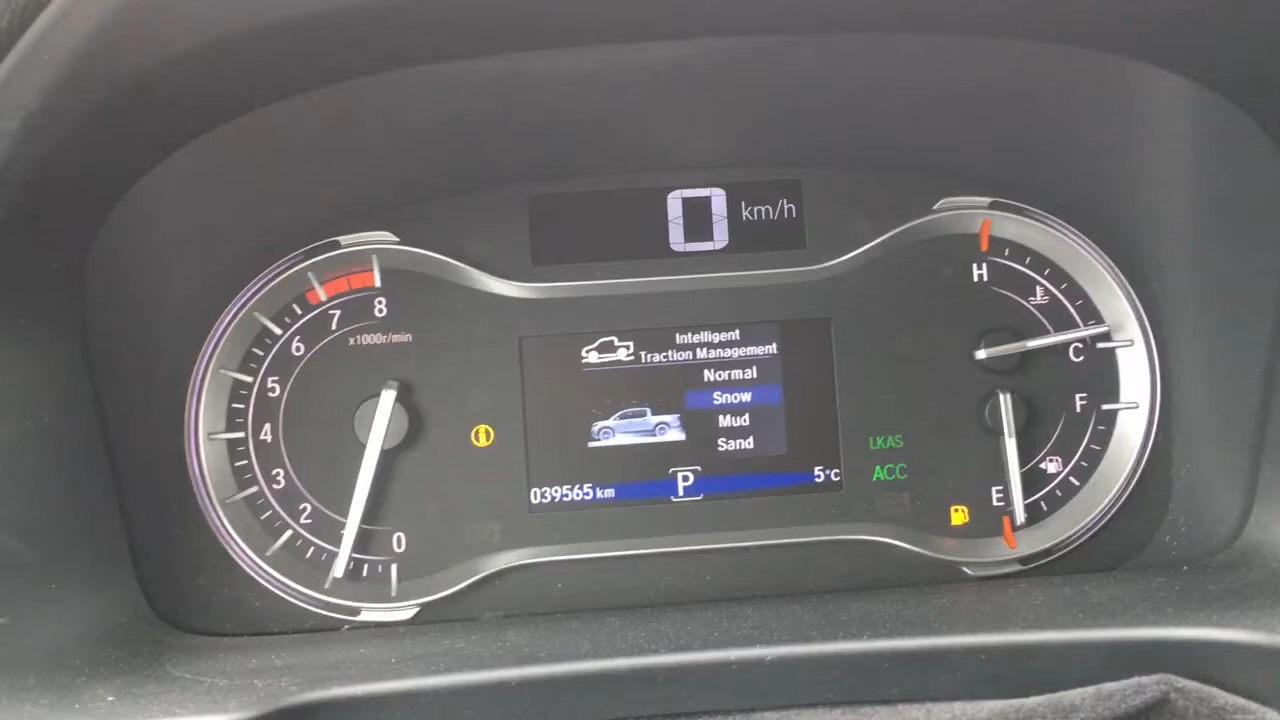 0 km/h
8
7
6
5
4
3
2
0
x1000r/min
Intelligent
Traction Management
Normal
Snow
Mud
Sand
039565 km
P
5°C
LKAS
ACC
H
C
F
E